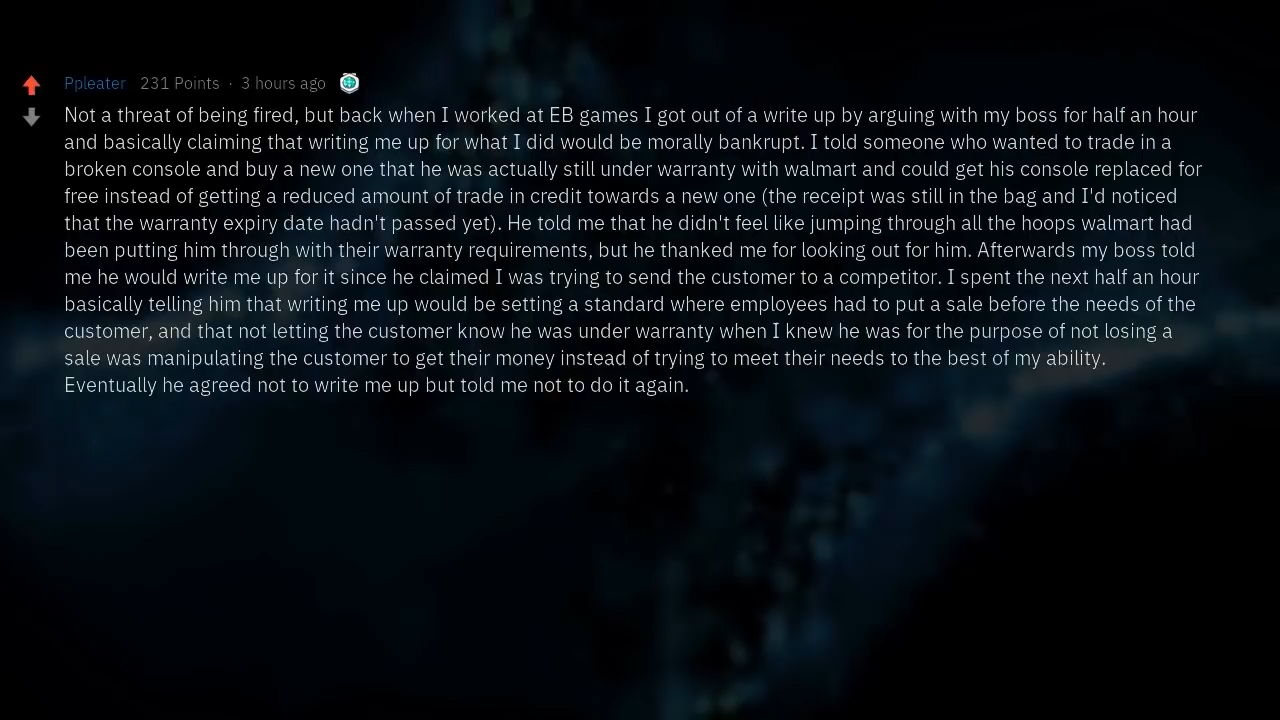 Ppleater 231 Points · 3 hours ago
Not a threat of being fired, but back when I worked at EB games I got out of a write up by arguing with my boss for half an hour
and basically claiming that writing me up for what I did would be morally bankrupt. I told someone who wanted to trade in a
broken console and buy a new one that he was actually still under warranty with walmart and could get his console replaced for
free instead of getting a reduced amount of trade in credit towards a new one (the receipt was still in the bag and I'd noticed
that the warranty expiry date hadn't passed yet). He told me that he didn't feel like jumping through all the hoops walmart had
been putting him through with their warranty requirements, but he thanked me for looking out for him. Afterwards my boss told
me he would write me up for it since he claimed I was trying to send the customer to a competitor. I spent the next half an hour
basically telling him that writing me up would be setting a standard where employees had to put a sale before the needs of the
customer, and that not letting the customer know he was under warranty when I knew he was for the purpose of not losing a
sale was manipulating the customer to get their money instead of trying to meet their needs to the best of my ability.
Eventually he agreed not to write me up but told me not to do it again.